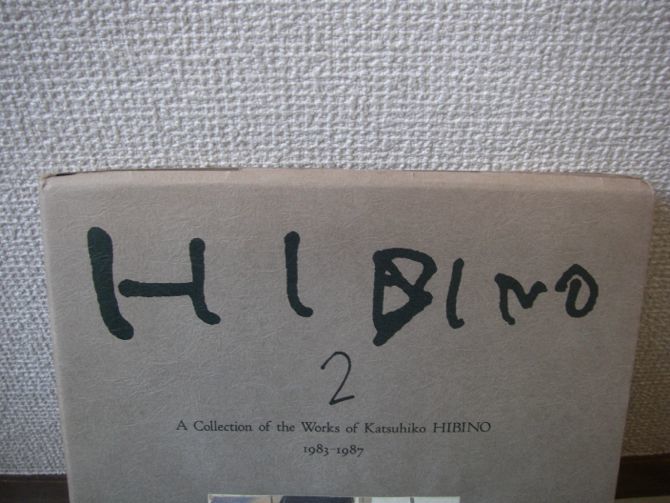 HIBINO
2
A Collection of the Works of Katsuhiko HIBINO
1983-1987